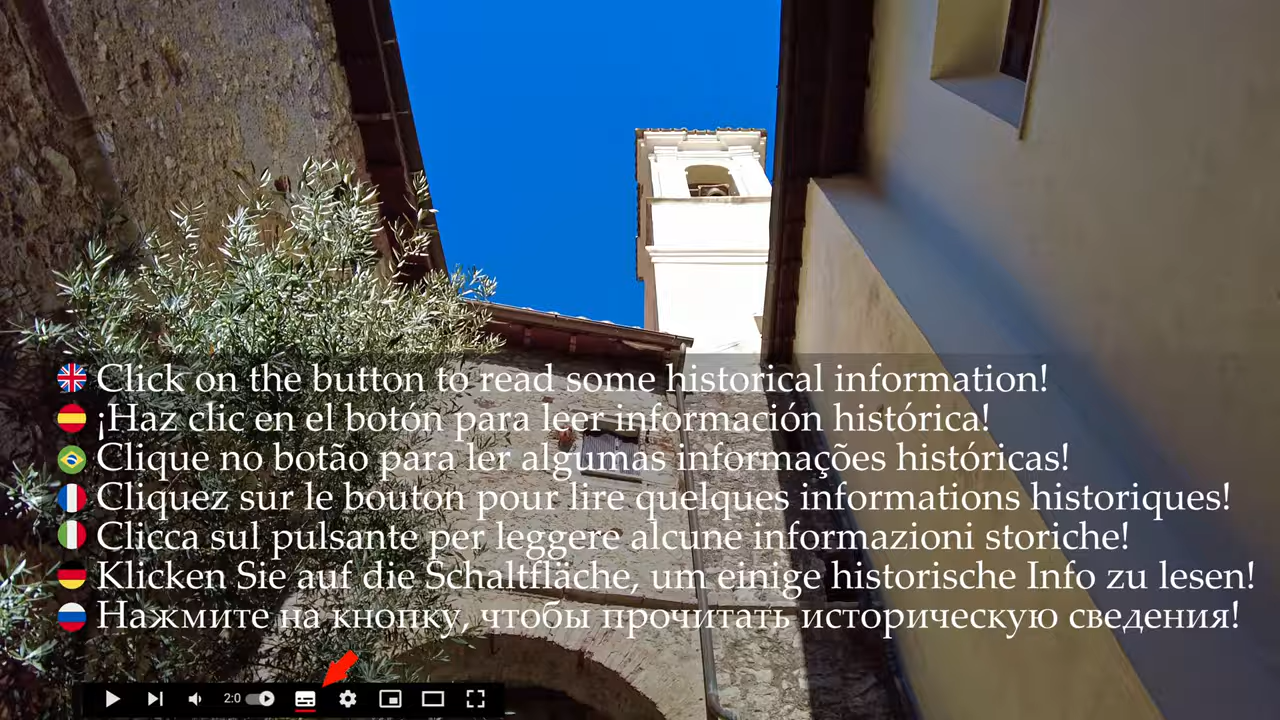 Click on the button to read some historical information!
¡Haz clic en el botón para leer información histórica!
Clique no botão para ler algumas informações históricas!
Cliquez sur le bouton pour lire quelques informations historiques!
Clicca sul pulsante per leggere alcune informazioni storiche!
Klicken Sie auf die Schaltfläche, um einige historische Info zu lesen!
Нажмите на кнопку, чтобы прочитать историческую сведения!
2:0